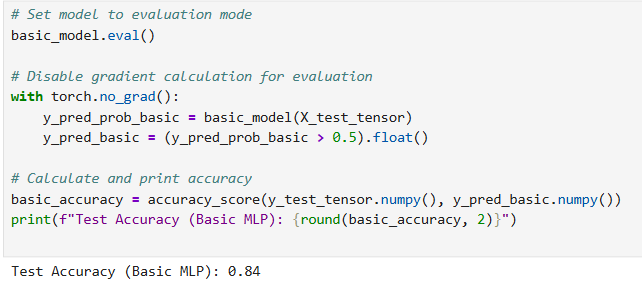 # Set model to evaluation mode
basic_model.eval()
# Disable gradient calculation for evaluation
with torch.no_grad():
    y_pred_prob_basic = basic_model(X_test_tensor)
    y_pred_basic = (y_pred_prob_basic > 0.5).float()
# Calculate and print accuracy
basic_accuracy = accuracy_score(y_test_tensor.numpy(), y_pred_basic.numpy())
print(f"Test Accuracy (Basic MLP): {round(basic_accuracy, 2)}")
Test Accuracy (Basic MLP): 0.84